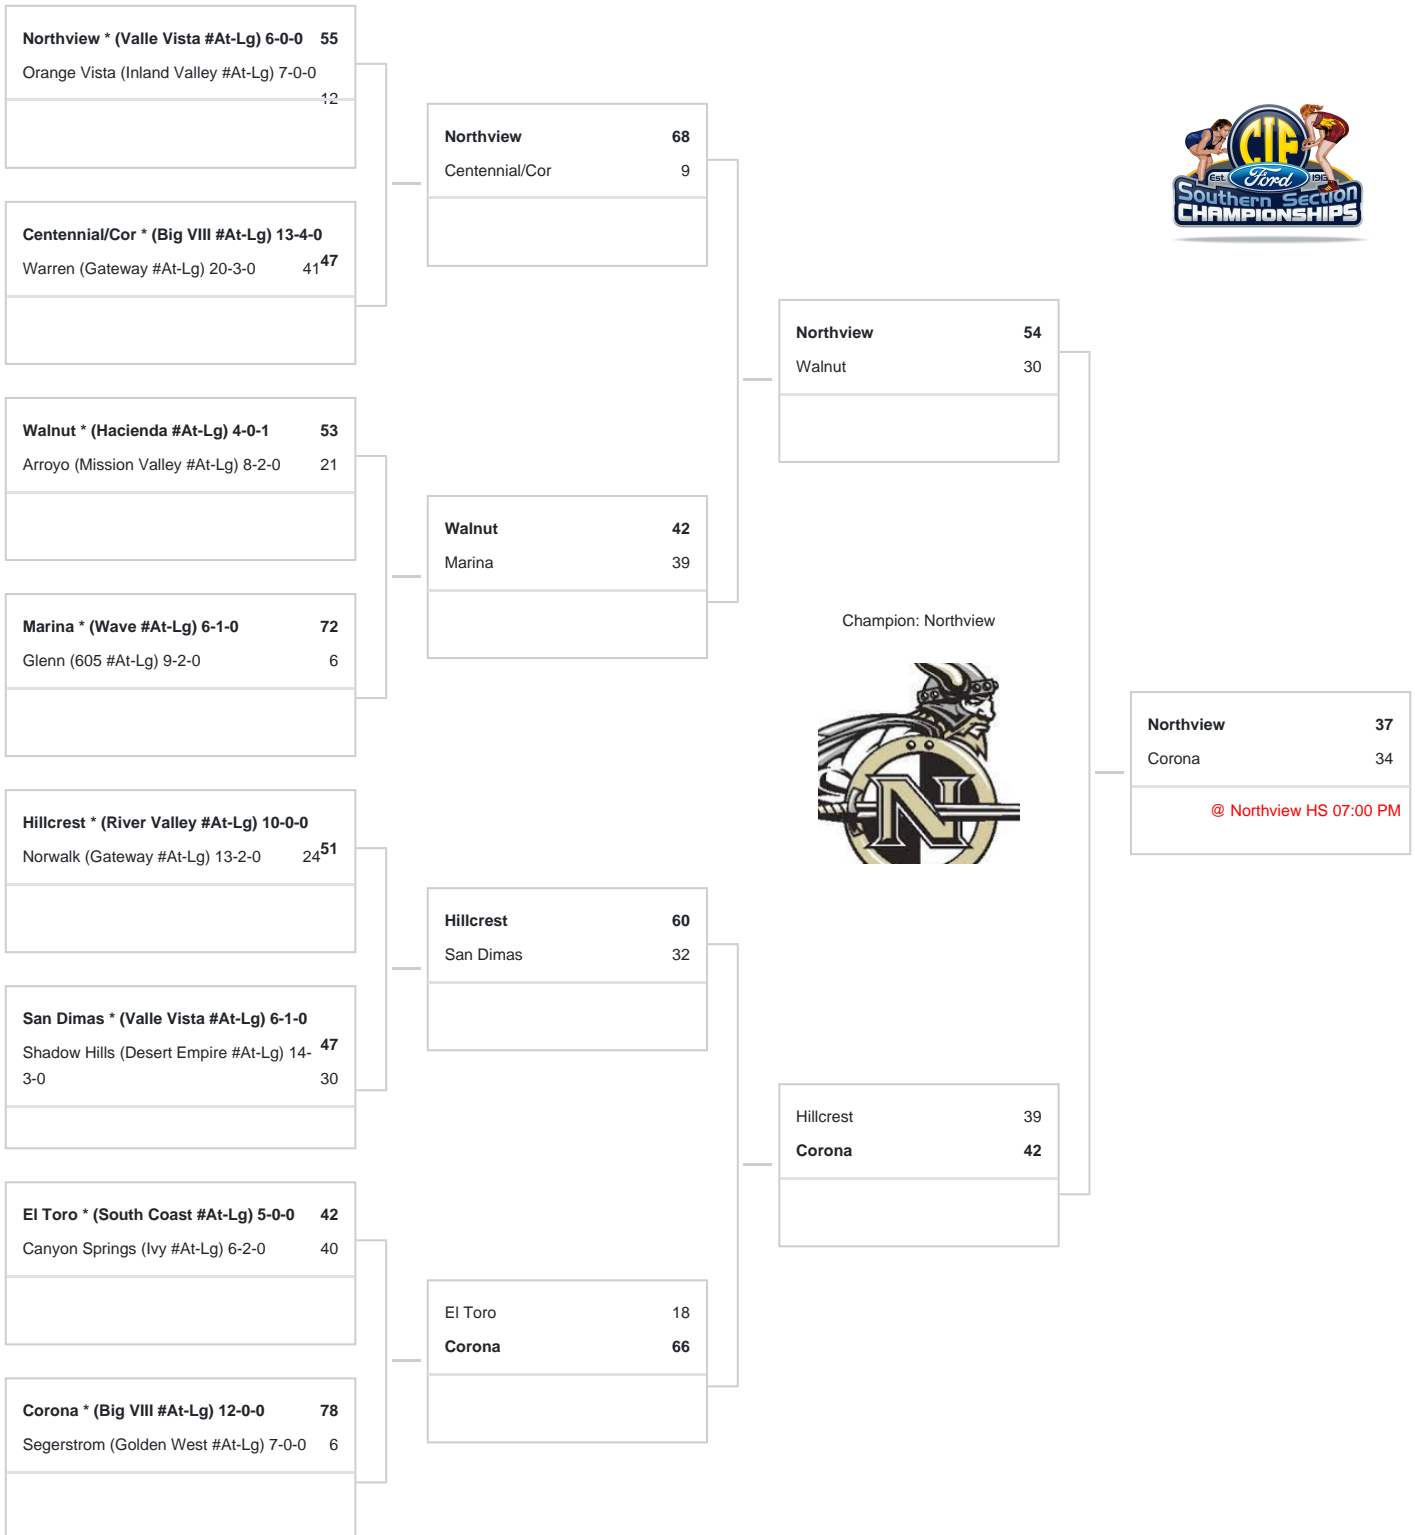 Northview * (Valle Vista #At-Lg) 6-0-0 55
Orange Vista (Inland Valley #At-Lg) 7-0-0
12
Centennial/Cor * (Big VIII #At-Lg) 13-4-0
47
Warren (Gateway #At-Lg) 20-3-0 41
Walnut * (Hacienda #At-Lg) 4-0-1 53
Arroyo (Mission Valley #At-Lg) 8-2-0 21
Marina * (Wave #At-Lg) 6-1-0 72
Glenn (605 #At-Lg) 9-2-0 6
Hillcrest * (River Valley #At-Lg) 10-0-0
51
Norwalk (Gateway #At-Lg) 13-2-0 24
San Dimas * (Valle Vista #At-Lg) 6-1-0
47
Shadow Hills (Desert Empire #At-Lg) 14-
3-0 30
El Toro * (South Coast #At-Lg) 5-0-0 42
Canyon Springs (Ivy #At-Lg) 6-2-0 40
Corona * (Big VIII #At-Lg) 12-0-0 78
Segerstrom (Golden West #At-Lg) 7-0-0 6
Northview 68
Centennial/Cor 9
Walnut 42
Marina 39
Hillcrest 60
San Dimas 32
El Toro 18
Corona 66
Northview 54
Walnut 30
Hillcrest 39
Corona 42
Champion: Northview
N
Northview 37
Corona 34
@ Northview HS 07:00 PM
CIF
Est.
Ford
Southern Section
CHAMPIONSHIPS